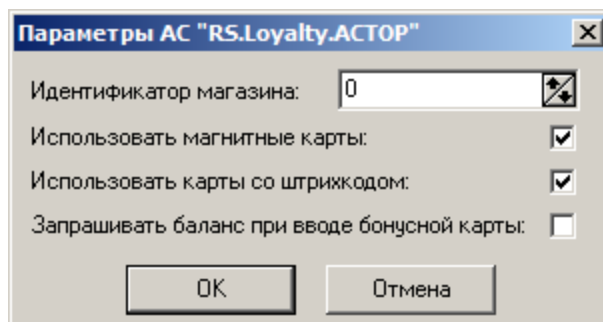 Параметры АС "RS.Loyalty.АСТОР"
Идентификатор магазина: 0
Использовать магнитные карты:
Использовать карты со штрихкодом:
Запрашивать баланс при вводе бонусной карты:
ОК Отмена